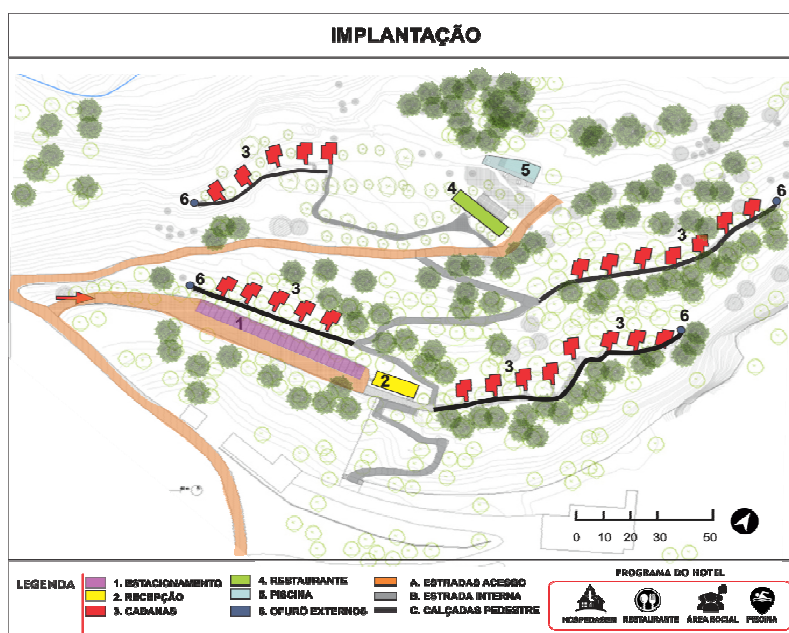 IMPLANTAÇÃO
3
5
4
6
6
3
6
3
1
6
3
3
2
0 10 20 30 50
LEGENDA
1. ESTACIONAMENTO
2. RECEPÇÃO
3. CABANAS
4. RESTAURANTE
5. PISCINA
6. OFURÔ EXTERNOS
A. ESTRADAS ACESSO
B. ESTRADA INTERNA
C. CALÇADAS PEDESTRE
PROGRAMA DO HOTEL
HOSPEDAGEM RESTAURANTE ÁREA SOCIAL PISCINA